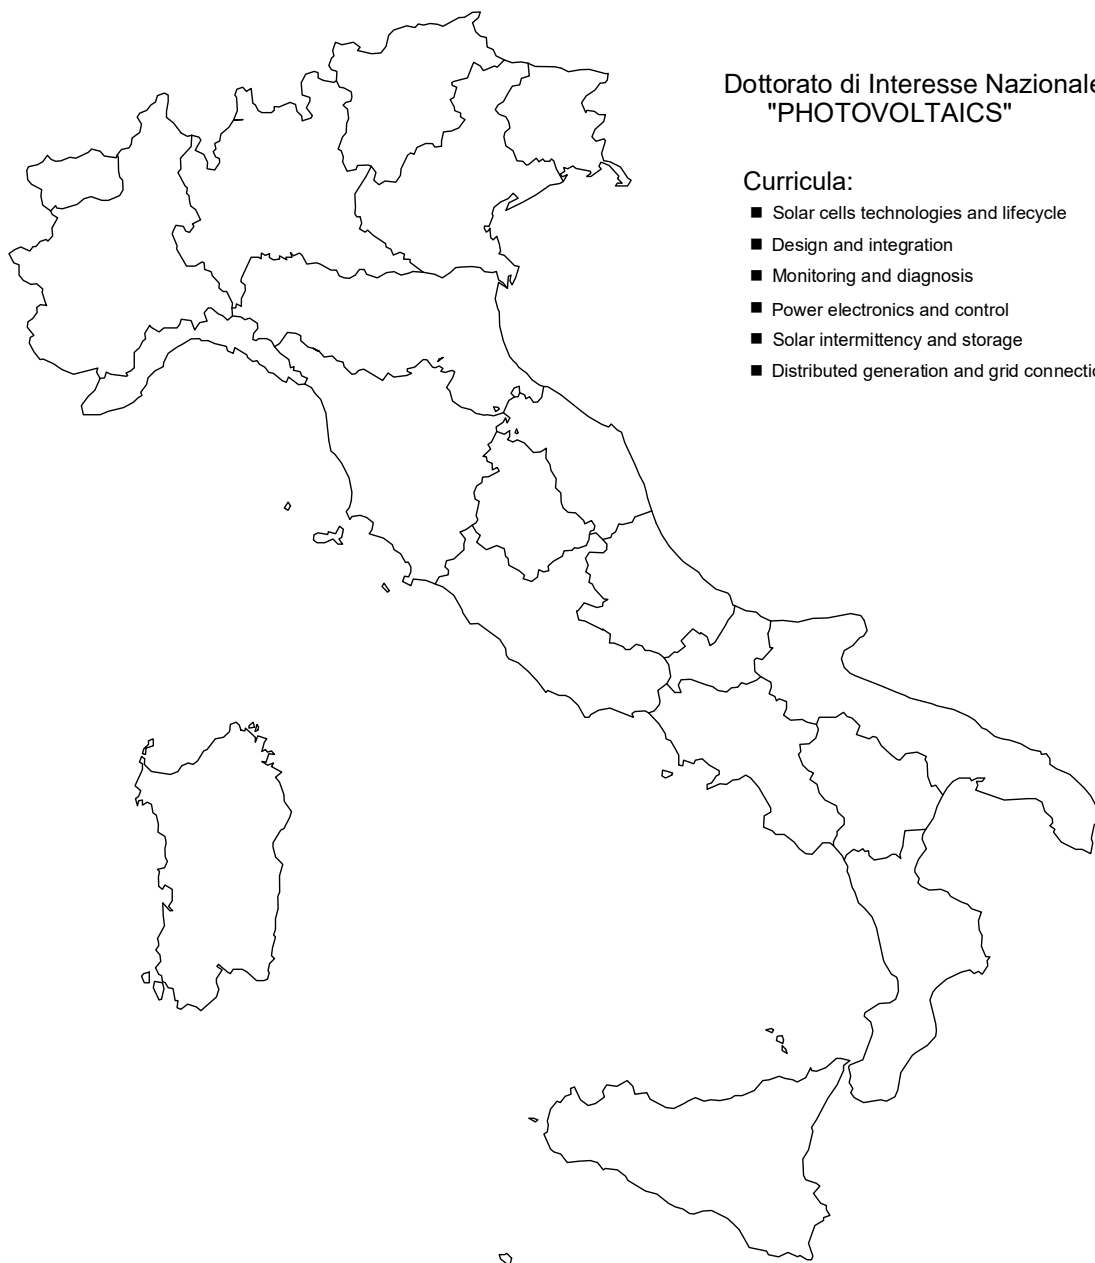 Dottorato di Interesse Nazionale
"PHOTOVOLTAICS"
Curricula:
■ Solar cells technologies and lifecycle
■ Design and integration
■ Monitoring and diagnosis
■ Power electronics and control
■ Solar intermittency and storage
■ Distributed generation and grid connectio